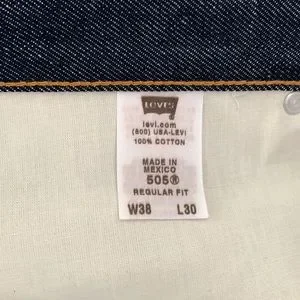 LEVI'S
levi.com
(800) USA-LEVI
100% COTTON
MADE IN
MEXICO
505®
REGULAR FIT
W38 L30